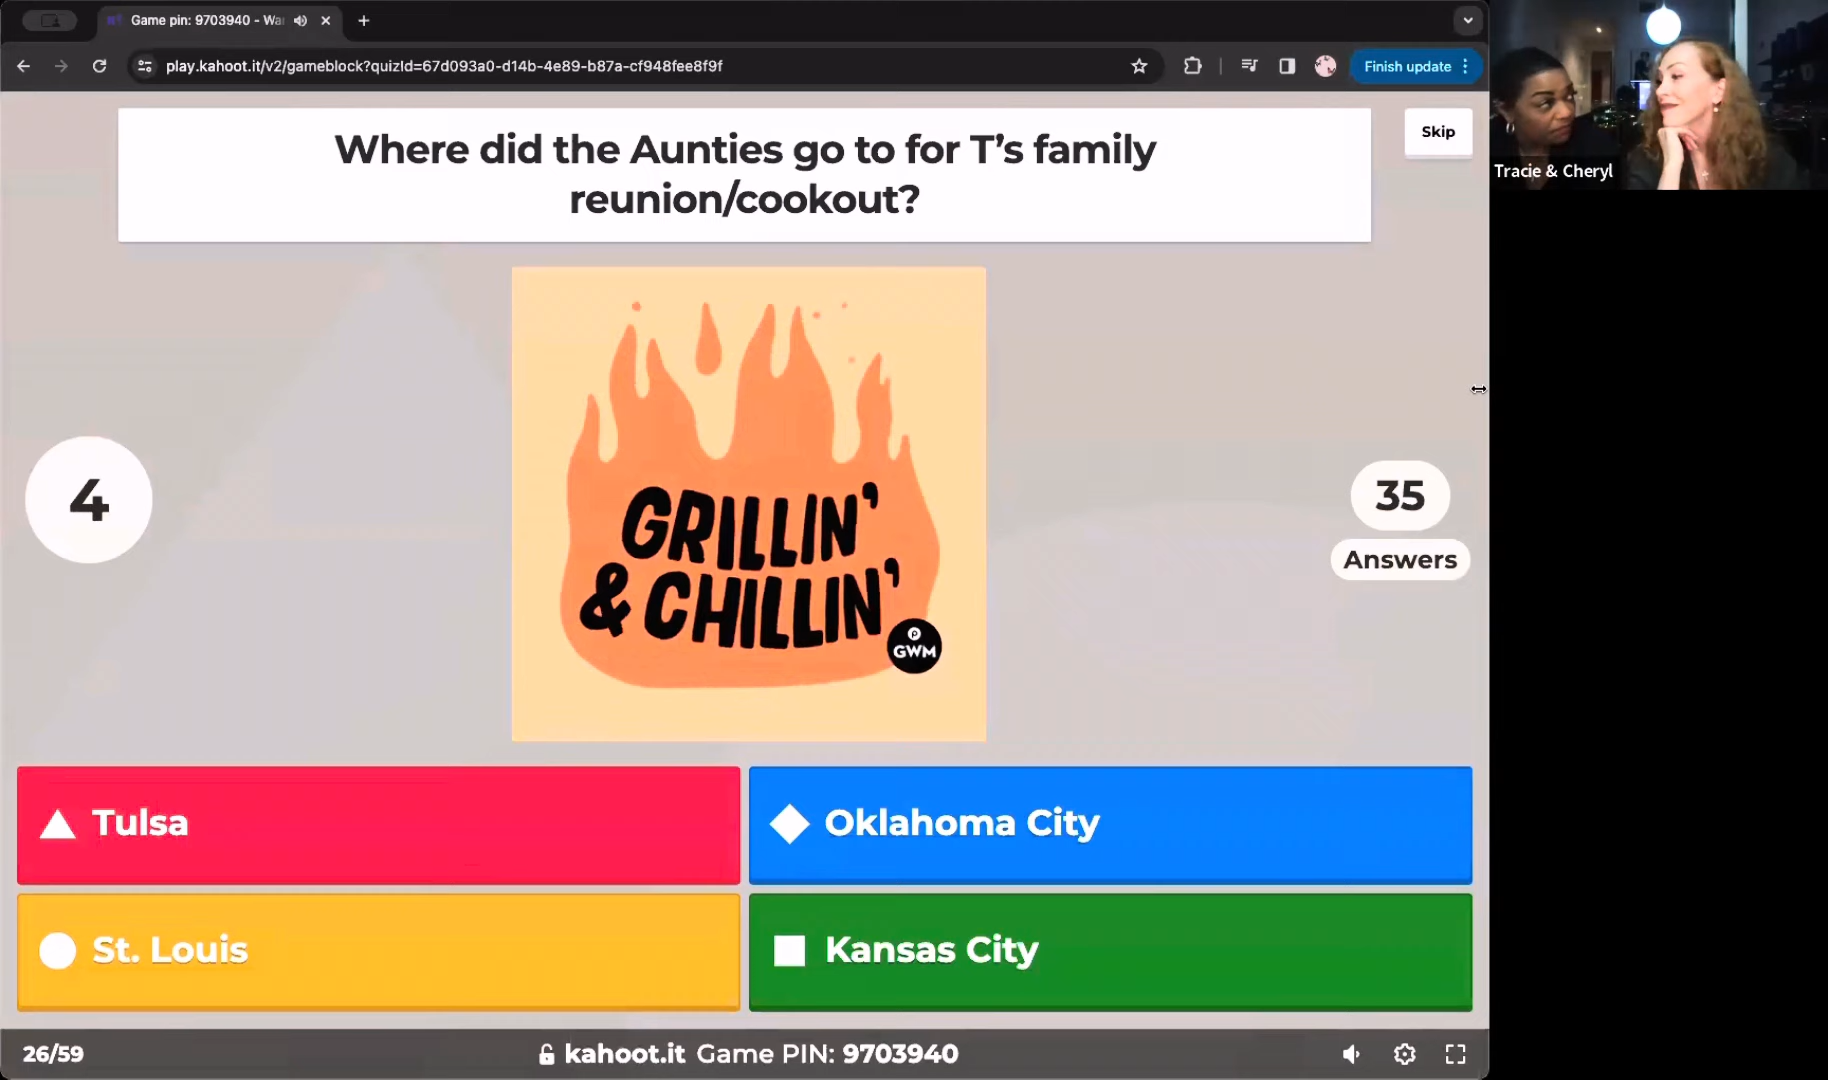 Game pin: 9703940 - Wa
play.kahoot.it/v2/gameblock?quizId=67d093a0-d14b-4e89-b87a-cf948fee8f9f
Finish update
Where did the Aunties go to for T's family
reunion/cookout?
Skip
Tracie & Cheryl
4
GRILLIN'
& CHILLIN'
P
GWM
35
Answers
Tulsa
Oklahoma City
St. Louis
Kansas City
26/59
kahoot.it Game PIN: 9703940